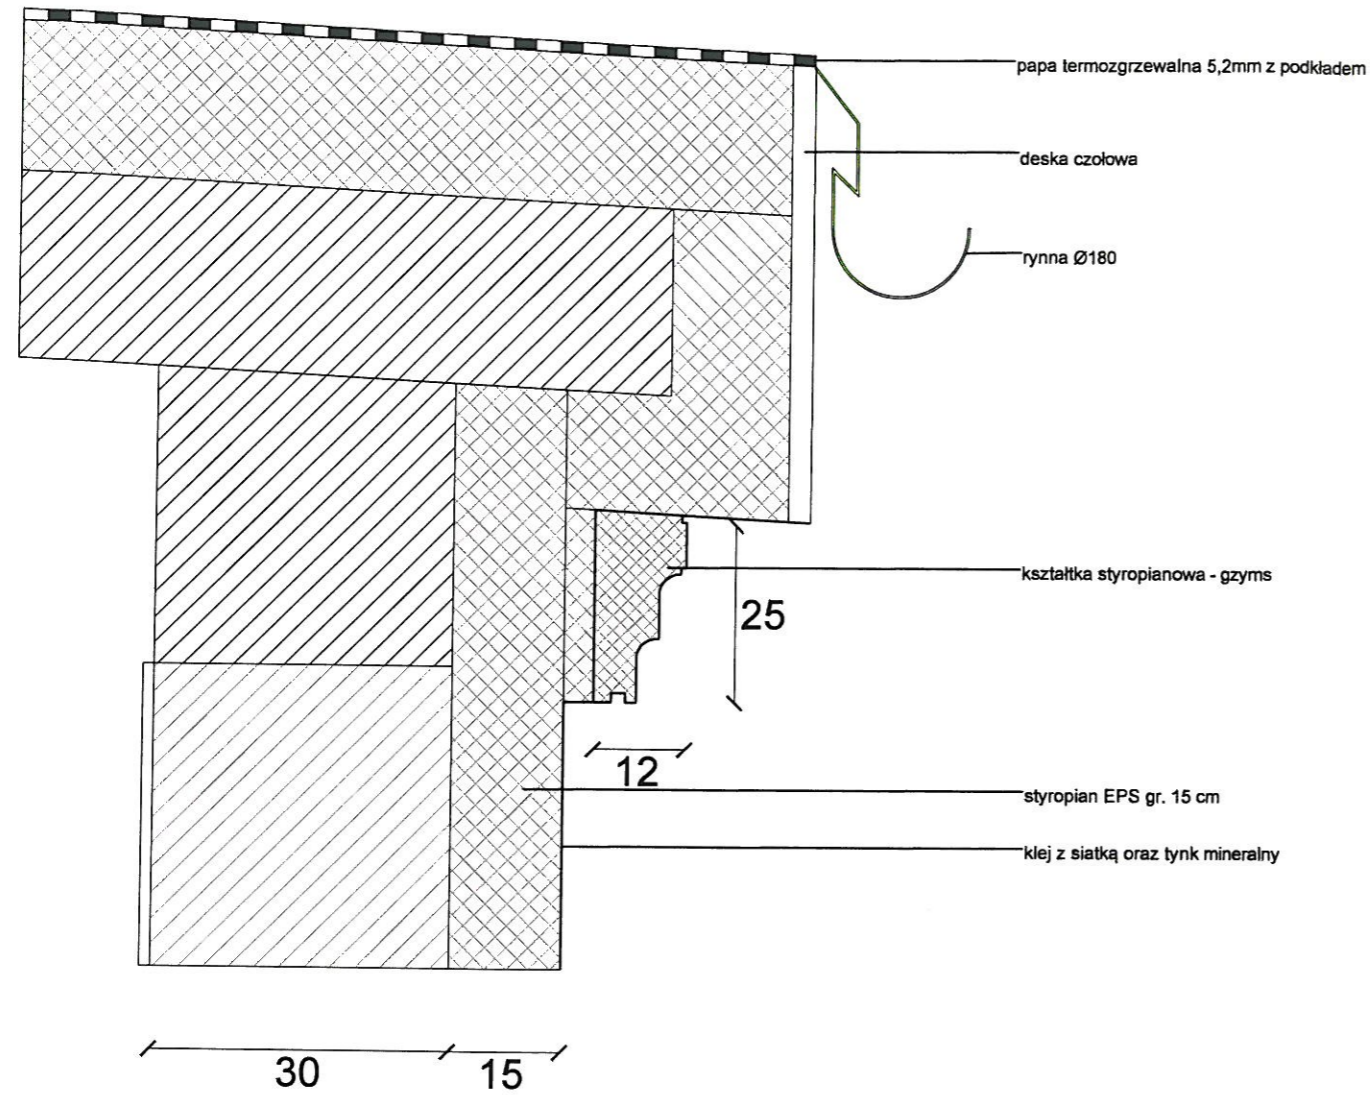 papa termozgrzewalna 5,2mm z podkładem
deska czołowa
rynna Ø180
kształtka styropianowa - gzyms
25
12
styropian EPS gr. 15 cm
klej z siatką oraz tynk mineralny
30
15